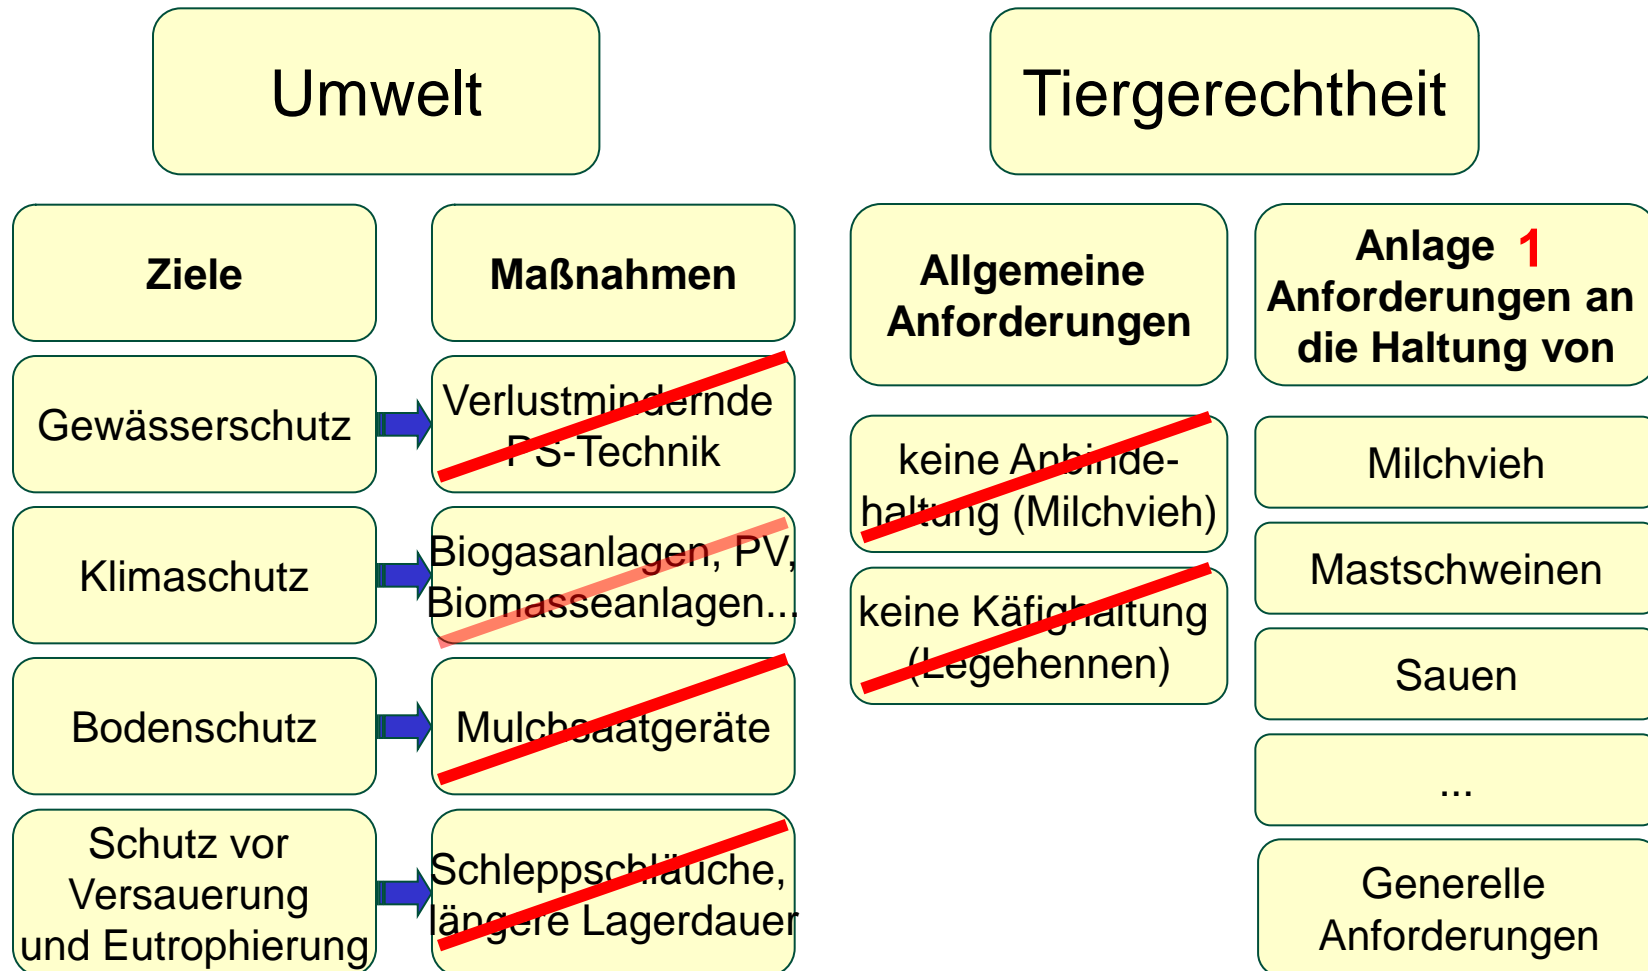 Umwelt
Tiergerechtheit
Ziele
Maßnahmen
Allgemeine
Anforderungen
Anlage 1
Anforderungen an
die Haltung von
Gewässerschutz
Verlustmindernde
PS-Technik
Klimaschutz
Biogasanlagen, PV,
Biomasseanlagen...
Bodenschutz
Mulchsaatgeräte
Schutz vor
Versauerung
und Eutrophierung
Schleppschläuche,
längere Lagerdauer
keine Anbinde-
haltung (Milchvieh)
keine Käfighaltung
(Legehennen)
Milchvieh
Mastschweinen
Sauen
...
Generelle
Anforderungen